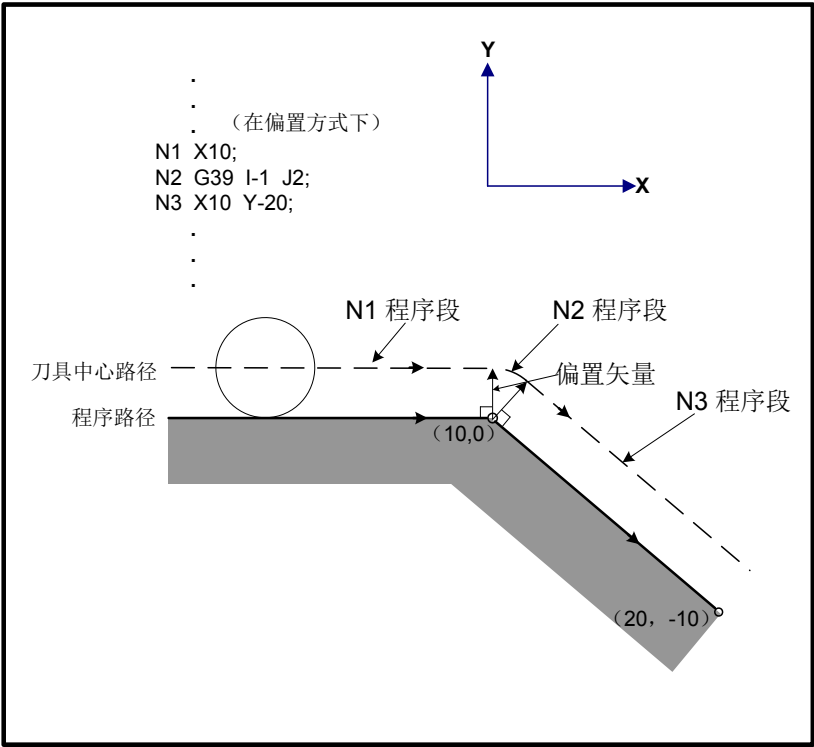 Y
X
（在偏置方式下）
N1 X10;
N2 G39 I-1 J2;
N3 X10 Y-20;
N1 程序段
N2 程序段
刀具中心路径
偏置矢量
N3 程序段
程序路径
（10,0）
（20，-10）